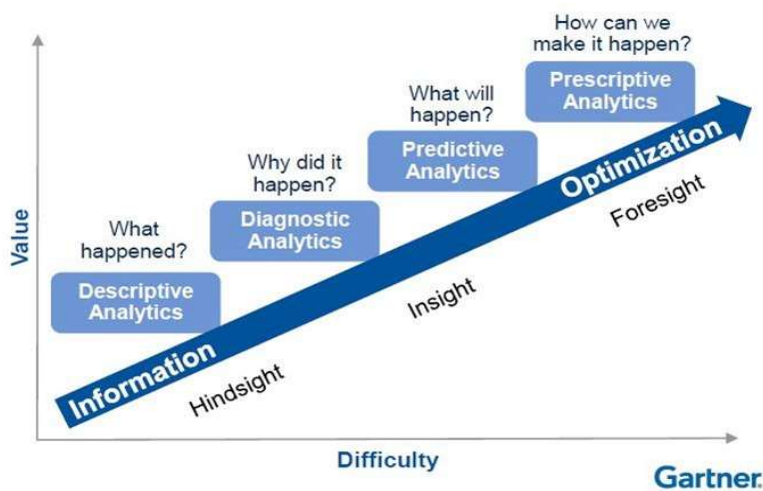 How can we
make it happen?
Prescriptive
Analytics
What will
happen?
Predictive
Analytics
Why did it
happen?
Diagnostic
Analytics
What
happened?
Descriptive
Analytics
Value
Information
Optimization
Hindsight
Insight
Foresight
Difficulty
Gartner.